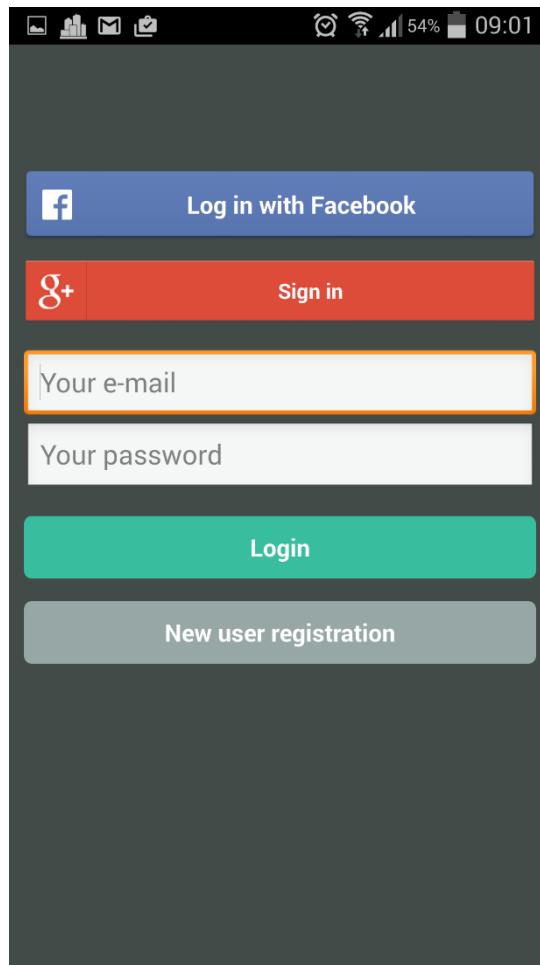 54% 09:01
Log in with Facebook
g+ Sign in
Your e-mail
Your password
Login
New user registration